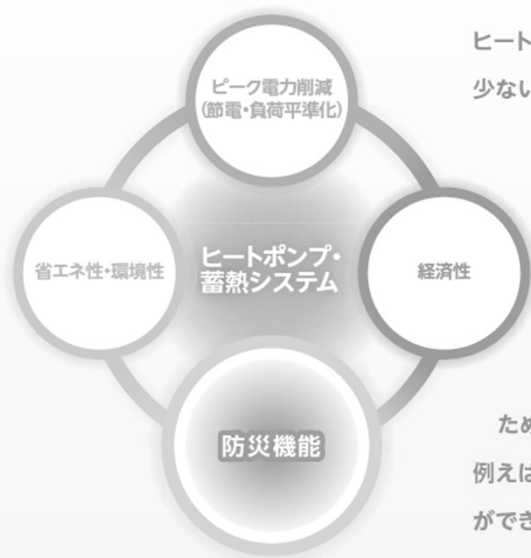 ピーク電力削減
(節電・負荷平準化)
省エネ性・環境性
ヒートポンプ・
蓄熱システム
経済性
防災機能
ヒート
少ない
ため
例えば
ができ